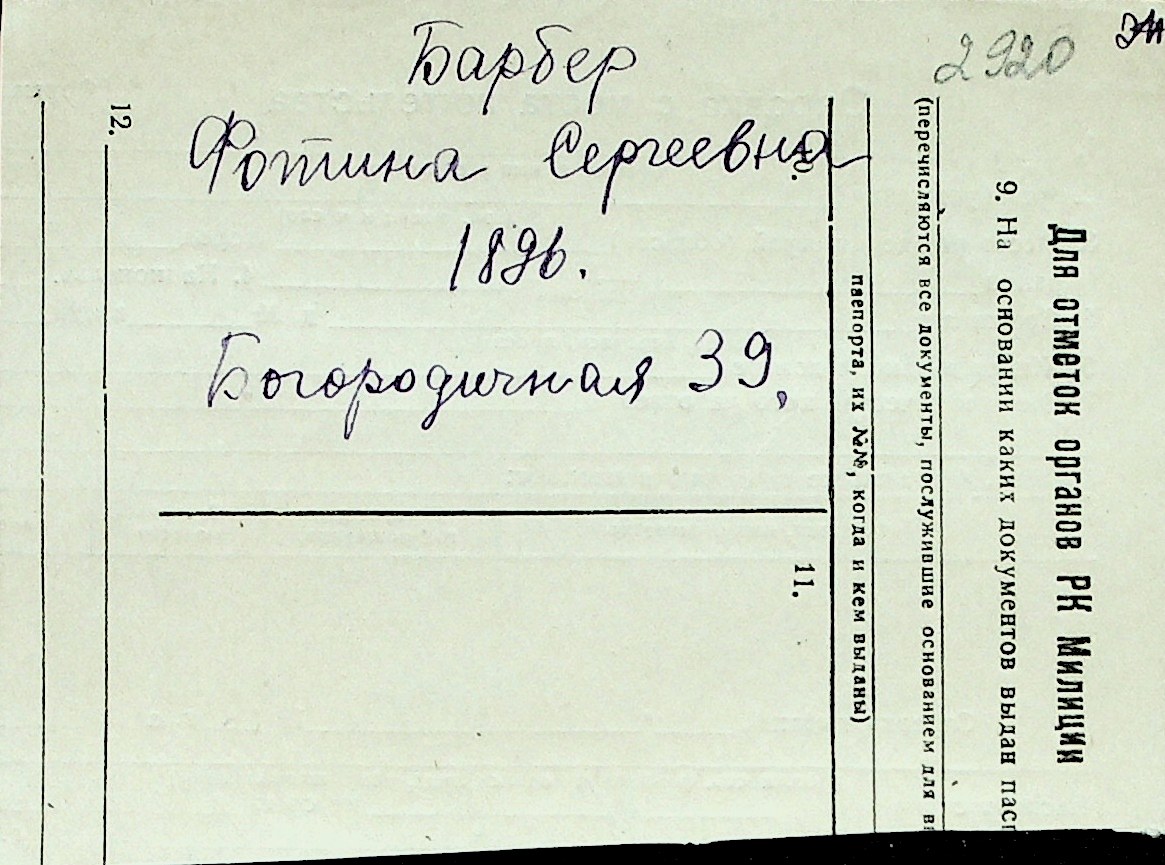 2920
Барбер
Фотина Сергеевна
1896.
Богородичная 39,
Для отметок органов РК Милиции
9. На основании каких документов выдан пасп
(перечисляются все документы, послужившие основанием для вы
паспорта, их №№, когда и кем выданы)
11.
12.